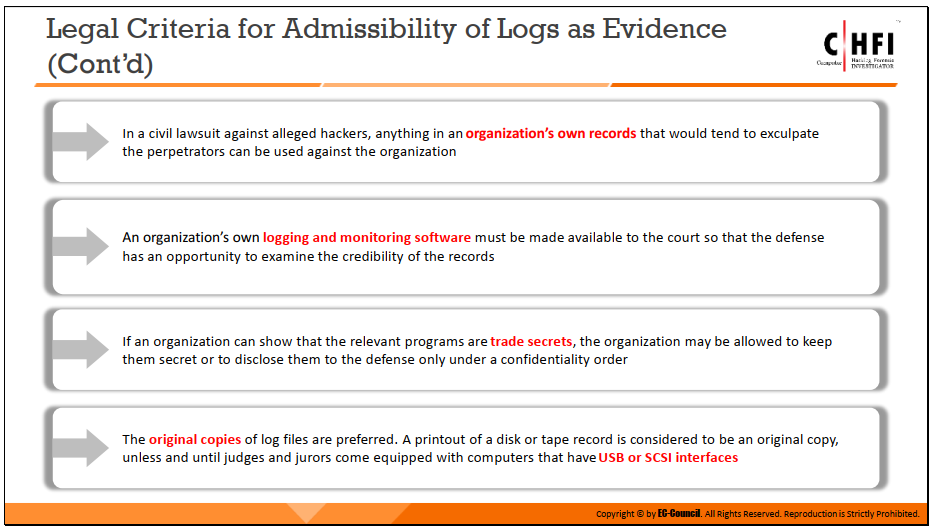 Legal Criteria for Admissibility of Logs as Evidence
(Cont’d)
C HFI
Computer Hacking Forensic
INVESTIGATOR
In a civil lawsuit against alleged hackers, anything in an organization’s own records that would tend to exculpate
the perpetrators can be used against the organization
An organization’s own logging and monitoring software must be made available to the court so that the defense
has an opportunity to examine the credibility of the records
If an organization can show that the relevant programs are trade secrets, the organization may be allowed to keep
them secret or to disclose them to the defense only under a confidentiality order
The original copies of log files are preferred. A printout of a disk or tape record is considered to be an original copy,
unless and until judges and jurors come equipped with computers that have USB or SCSI interfaces
Copyright © by EC-Council. All Rights Reserved. Reproduction is Strictly Prohibited.